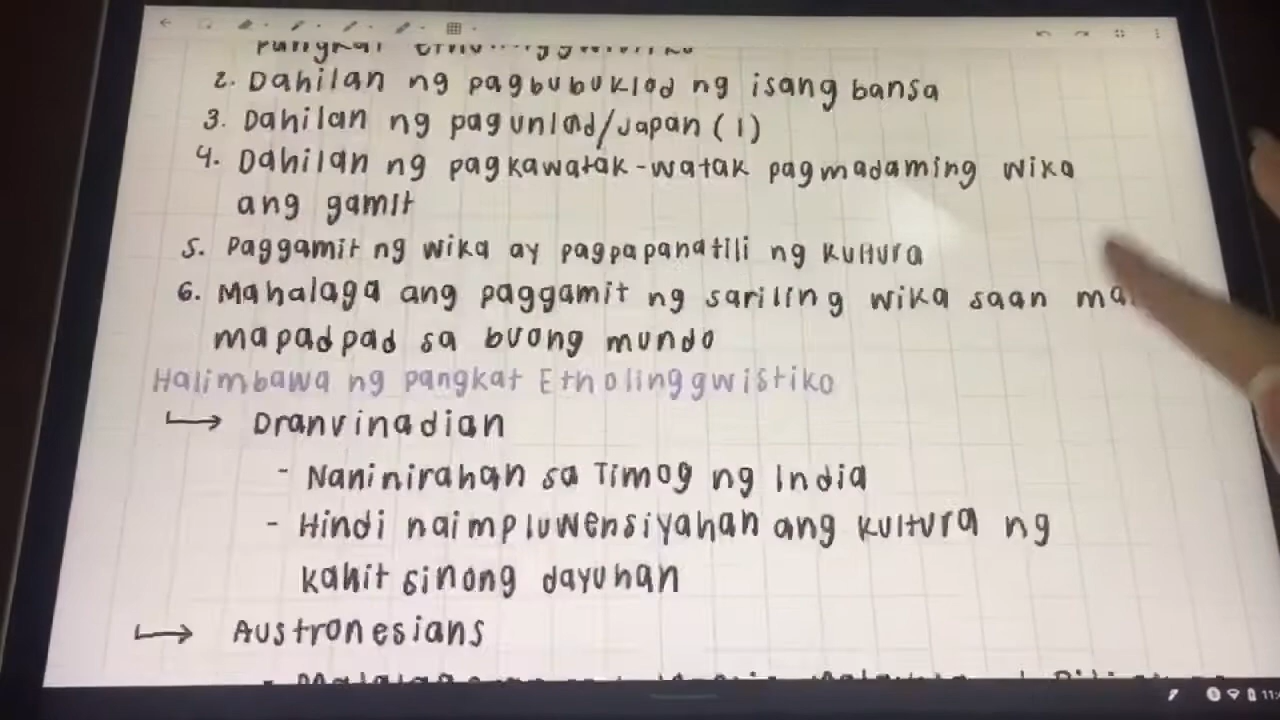 2. Dahilan ng pagbubuklod ng isang bansa
3. Dahilan ng pagunlad/Japan (1)
4. Dahilan ng pagkawatak-watak pagmadaming wika
ang gamit
5. Paggamit ng wika ay pagpapanatili ng kultura
6. Mahalaga ang paggamit ng sariling wika saan
mapadpad sa buong mundo
Halimbawa ng pangkat Etholinggwistiko
↳ Dranvinadian
- Naninirahan sa Timog ng India
- Hindi naimpluwensiyahan ang kultura ng
kahit sinong dayuhan
↳ Austronesians